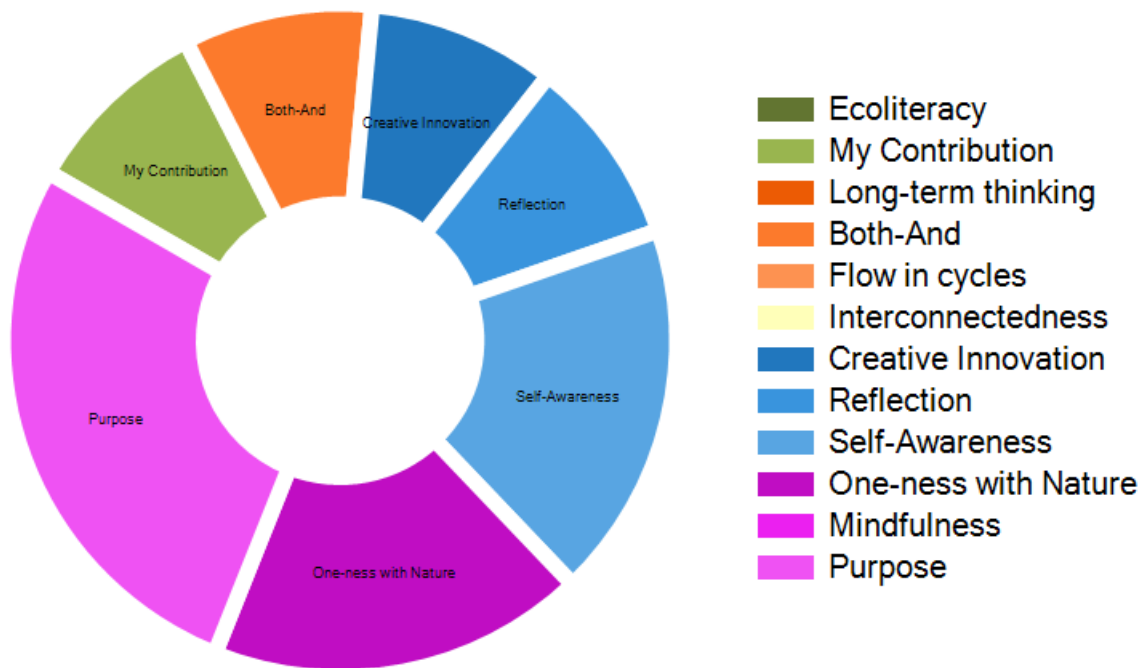 Both-And
Creative Innovation
My Contribution
Reflection
Self-Awareness
Purpose
One-ness with Nature
Ecoliteracy
My Contribution
Long-term thinking
Both-And
Flow in cycles
Interconnectedness
Creative Innovation
Reflection
Self-Awareness
One-ness with Nature
Mindfulness
Purpose